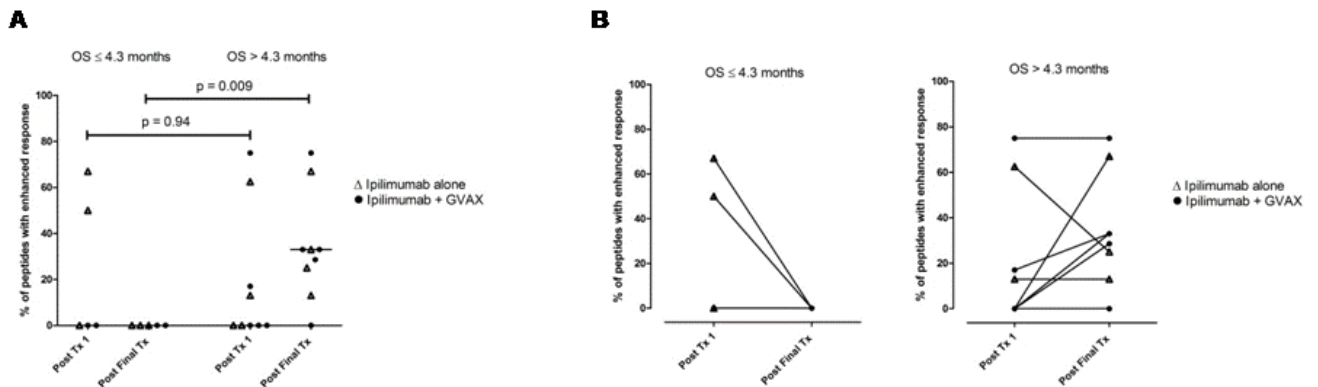 A
OS ≤ 4.3 months
OS > 4.3 months
p = 0.009
p = 0.94
% of peptides with enhanced response
100
80
60
40
20
0
Post Tx 1
Post Final Tx
Post Tx 1
Post Final Tx
Δ Ipilimumab alone
● Ipilimumab + GVAX
B
OS ≤ 4.3 months
% of peptides with enhanced response
100
80
60
40
20
0
Post Tx 1
Post Final Tx
OS > 4.3 months
% of peptides with enhanced response
100
80
60
40
20
0
Post Tx 1
Post Final Tx
Δ Ipilimumab alone
● Ipilimumab + GVAX